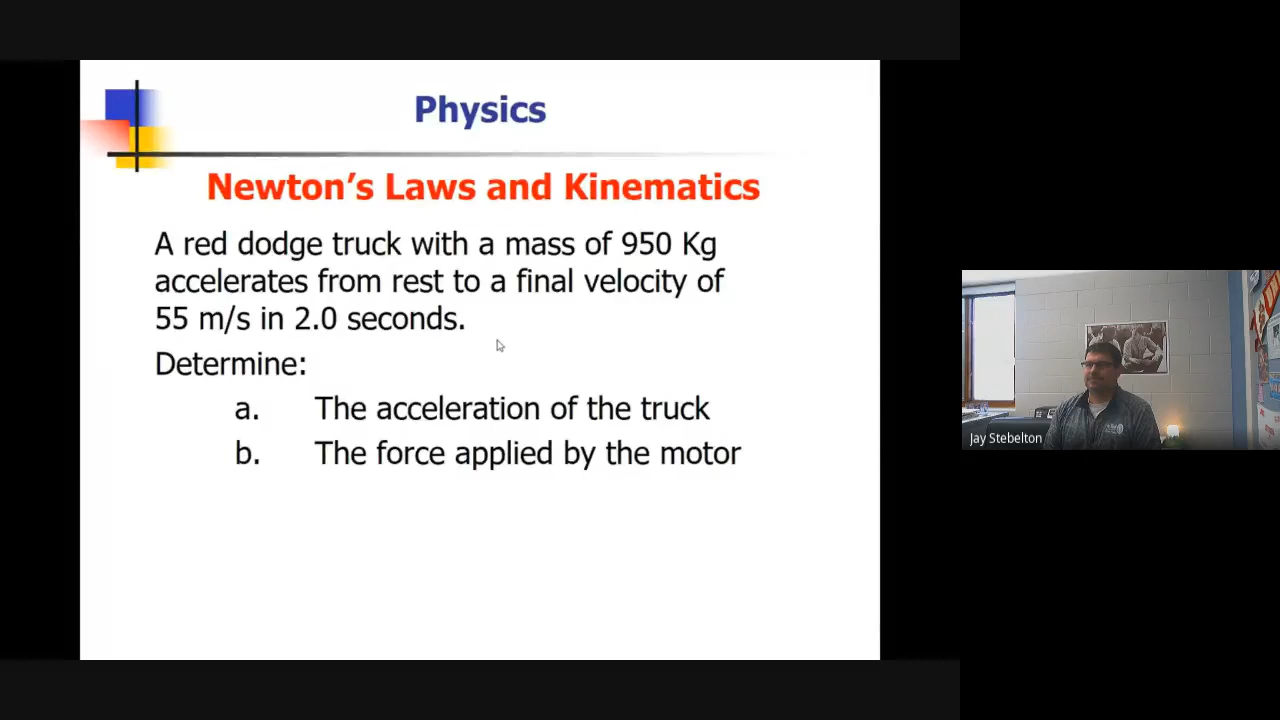 Physics
Newton's Laws and Kinematics
A red dodge truck with a mass of 950 Kg
accelerates from rest to a final velocity of
55 m/s in 2.0 seconds.
Determine:
a. The acceleration of the truck
b. The force applied by the motor
Jay Stebelton